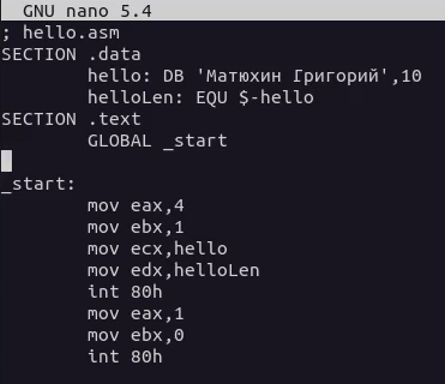 GNU nano 5.4
; hello.asm
SECTION .data
        hello: DB 'Матюхин Григорий',10
        helloLen: EQU $-hello
SECTION .text
        GLOBAL _start
_start:
        mov eax,4
        mov ebx,1
        mov ecx,hello
        mov edx,helloLen
        int 80h
        mov eax,1
        mov ebx,0
        int 80h